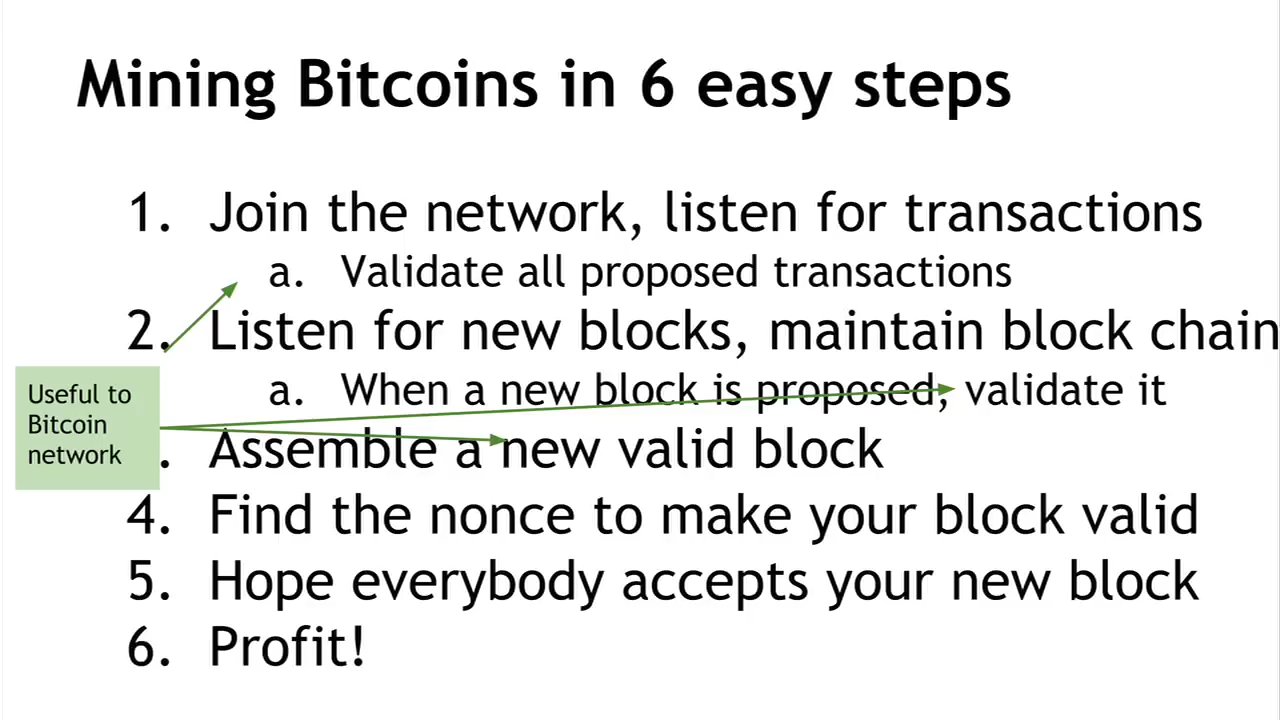 Mining Bitcoins in 6 easy steps
1. Join the network, listen for transactions
a. Validate all proposed transactions
2. Listen for new blocks, maintain block chain
a. When a new block is proposed, validate it
. Assemble a new valid block
4. Find the nonce to make your block valid
5. Hope everybody accepts your new block
6. Profit!
Useful to
Bitcoin
network